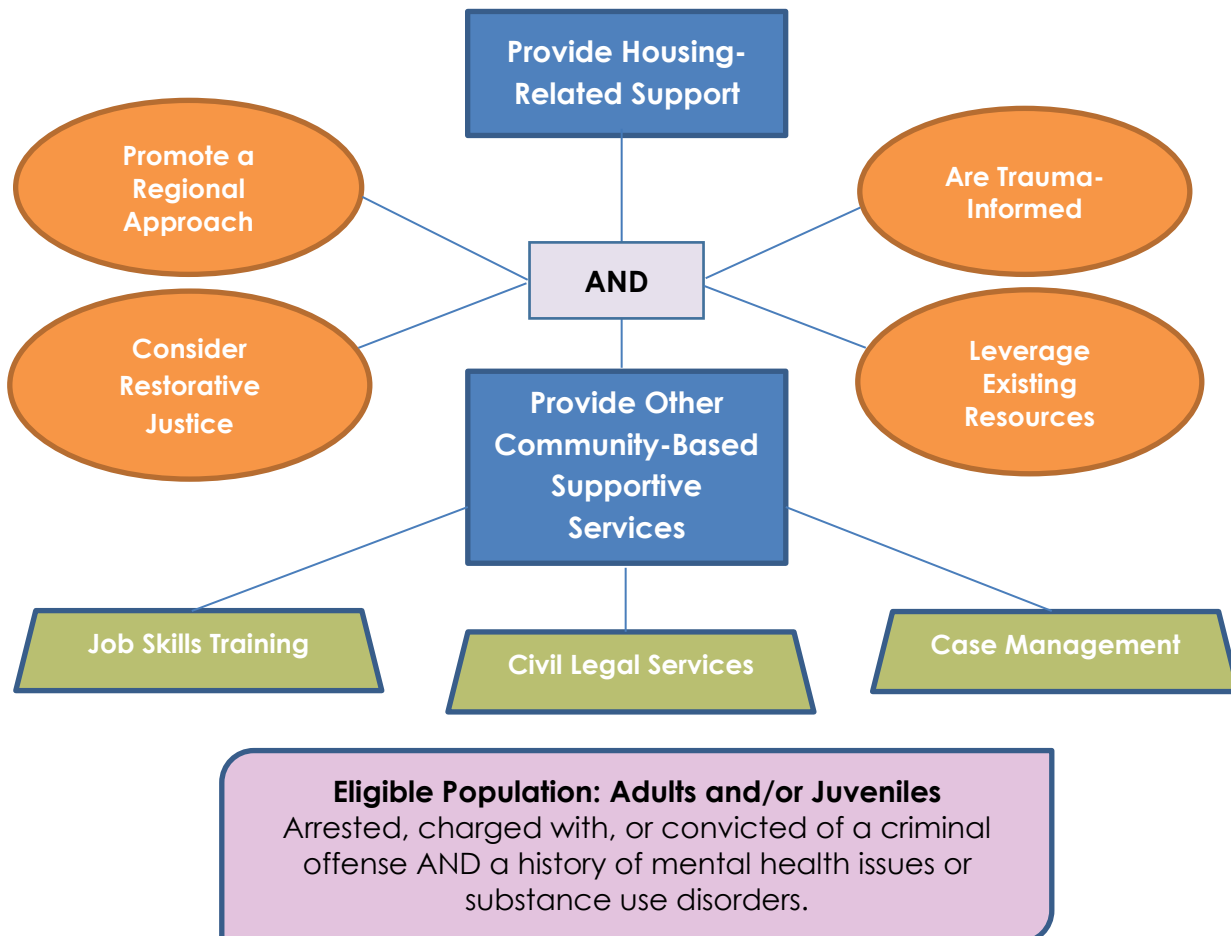 Provide Housing-
Related Support
Promote a
Regional
Approach
Are Trauma-
Informed
AND
Consider
Restorative
Justice
Leverage
Existing
Resources
Provide Other
Community-Based
Supportive
Services
Job Skills Training
Civil Legal Services
Case Management
Eligible Population: Adults and/or Juveniles
Arrested, charged with, or convicted of a criminal
offense AND a history of mental health issues or
substance use disorders.